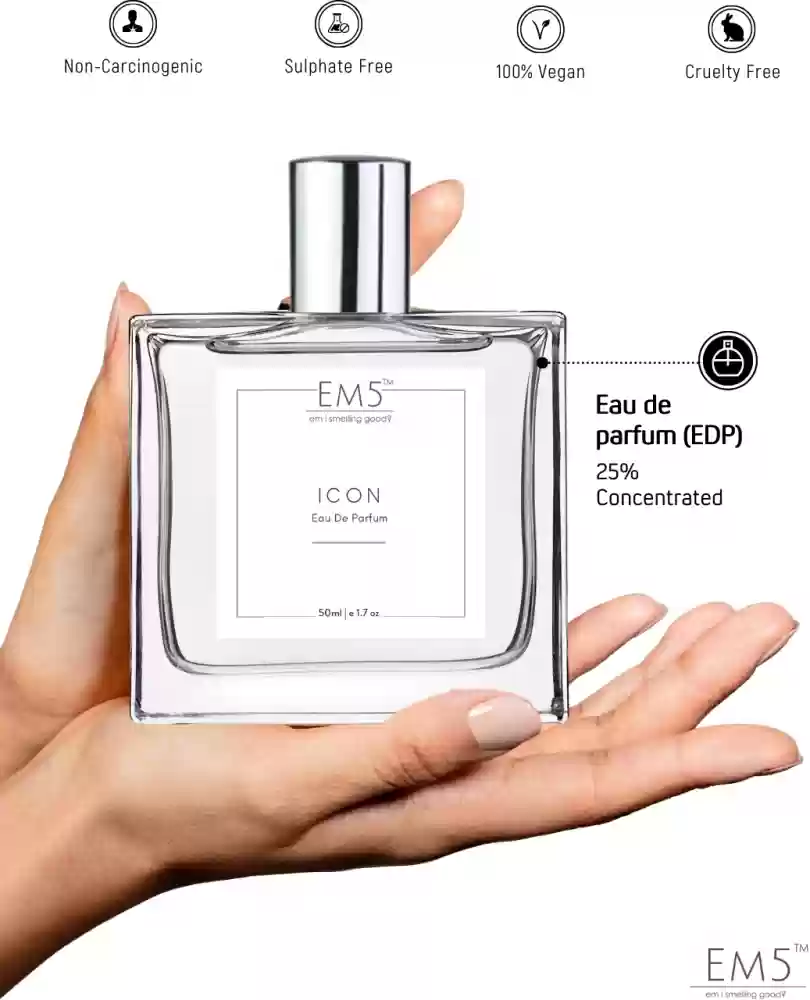 Non-Carcinogenic
Sulphate Free
100% Vegan
Cruelty Free
EM5™
em i smelling good?
ICON
Eau De Parfum
50ml | e 1.7 oz
Eau de
parfum (EDP)
25%
Concentrated
EM5™
em i smelling good?